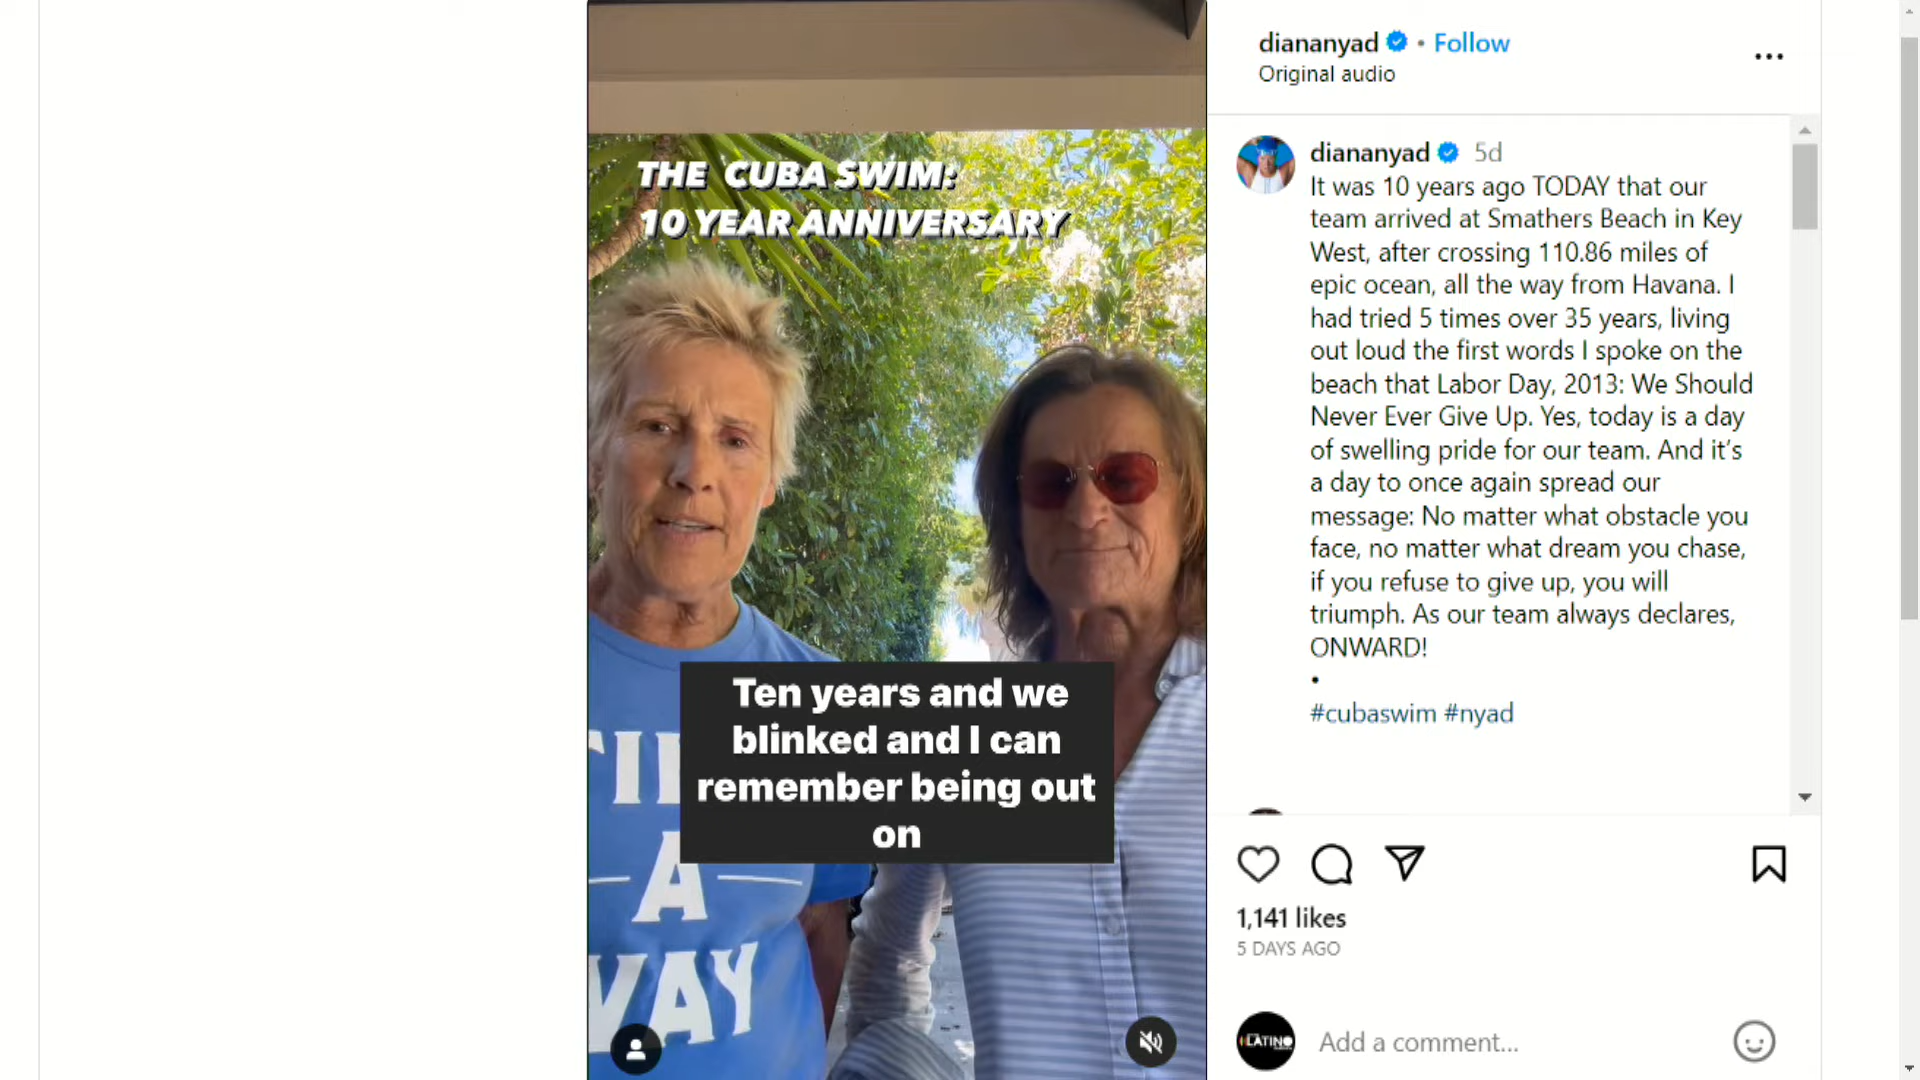 diananyad • Follow
Original audio
THE CUBA SWIM:
10 YEAR ANNIVERSARY
Ten years and we
blinked and I can
remember being out
on
A
WAY
diananyad 5d
It was 10 years ago TODAY that our
team arrived at Smathers Beach in Key
West, after crossing 110.86 miles of
epic ocean, all the way from Havana. I
had tried 5 times over 35 years, living
out loud the first words I spoke on the
beach that Labor Day, 2013: We Should
Never Ever Give Up. Yes, today is a day
of swelling pride for our team. And it's
a day to once again spread our
message: No matter what obstacle you
face, no matter what dream you chase,
if you refuse to give up, you will
triumph. As our team always declares,
ONWARD!
•
#cubaswim #nyad
1,141 likes
5 DAYS AGO
LATINO
Add a comment...